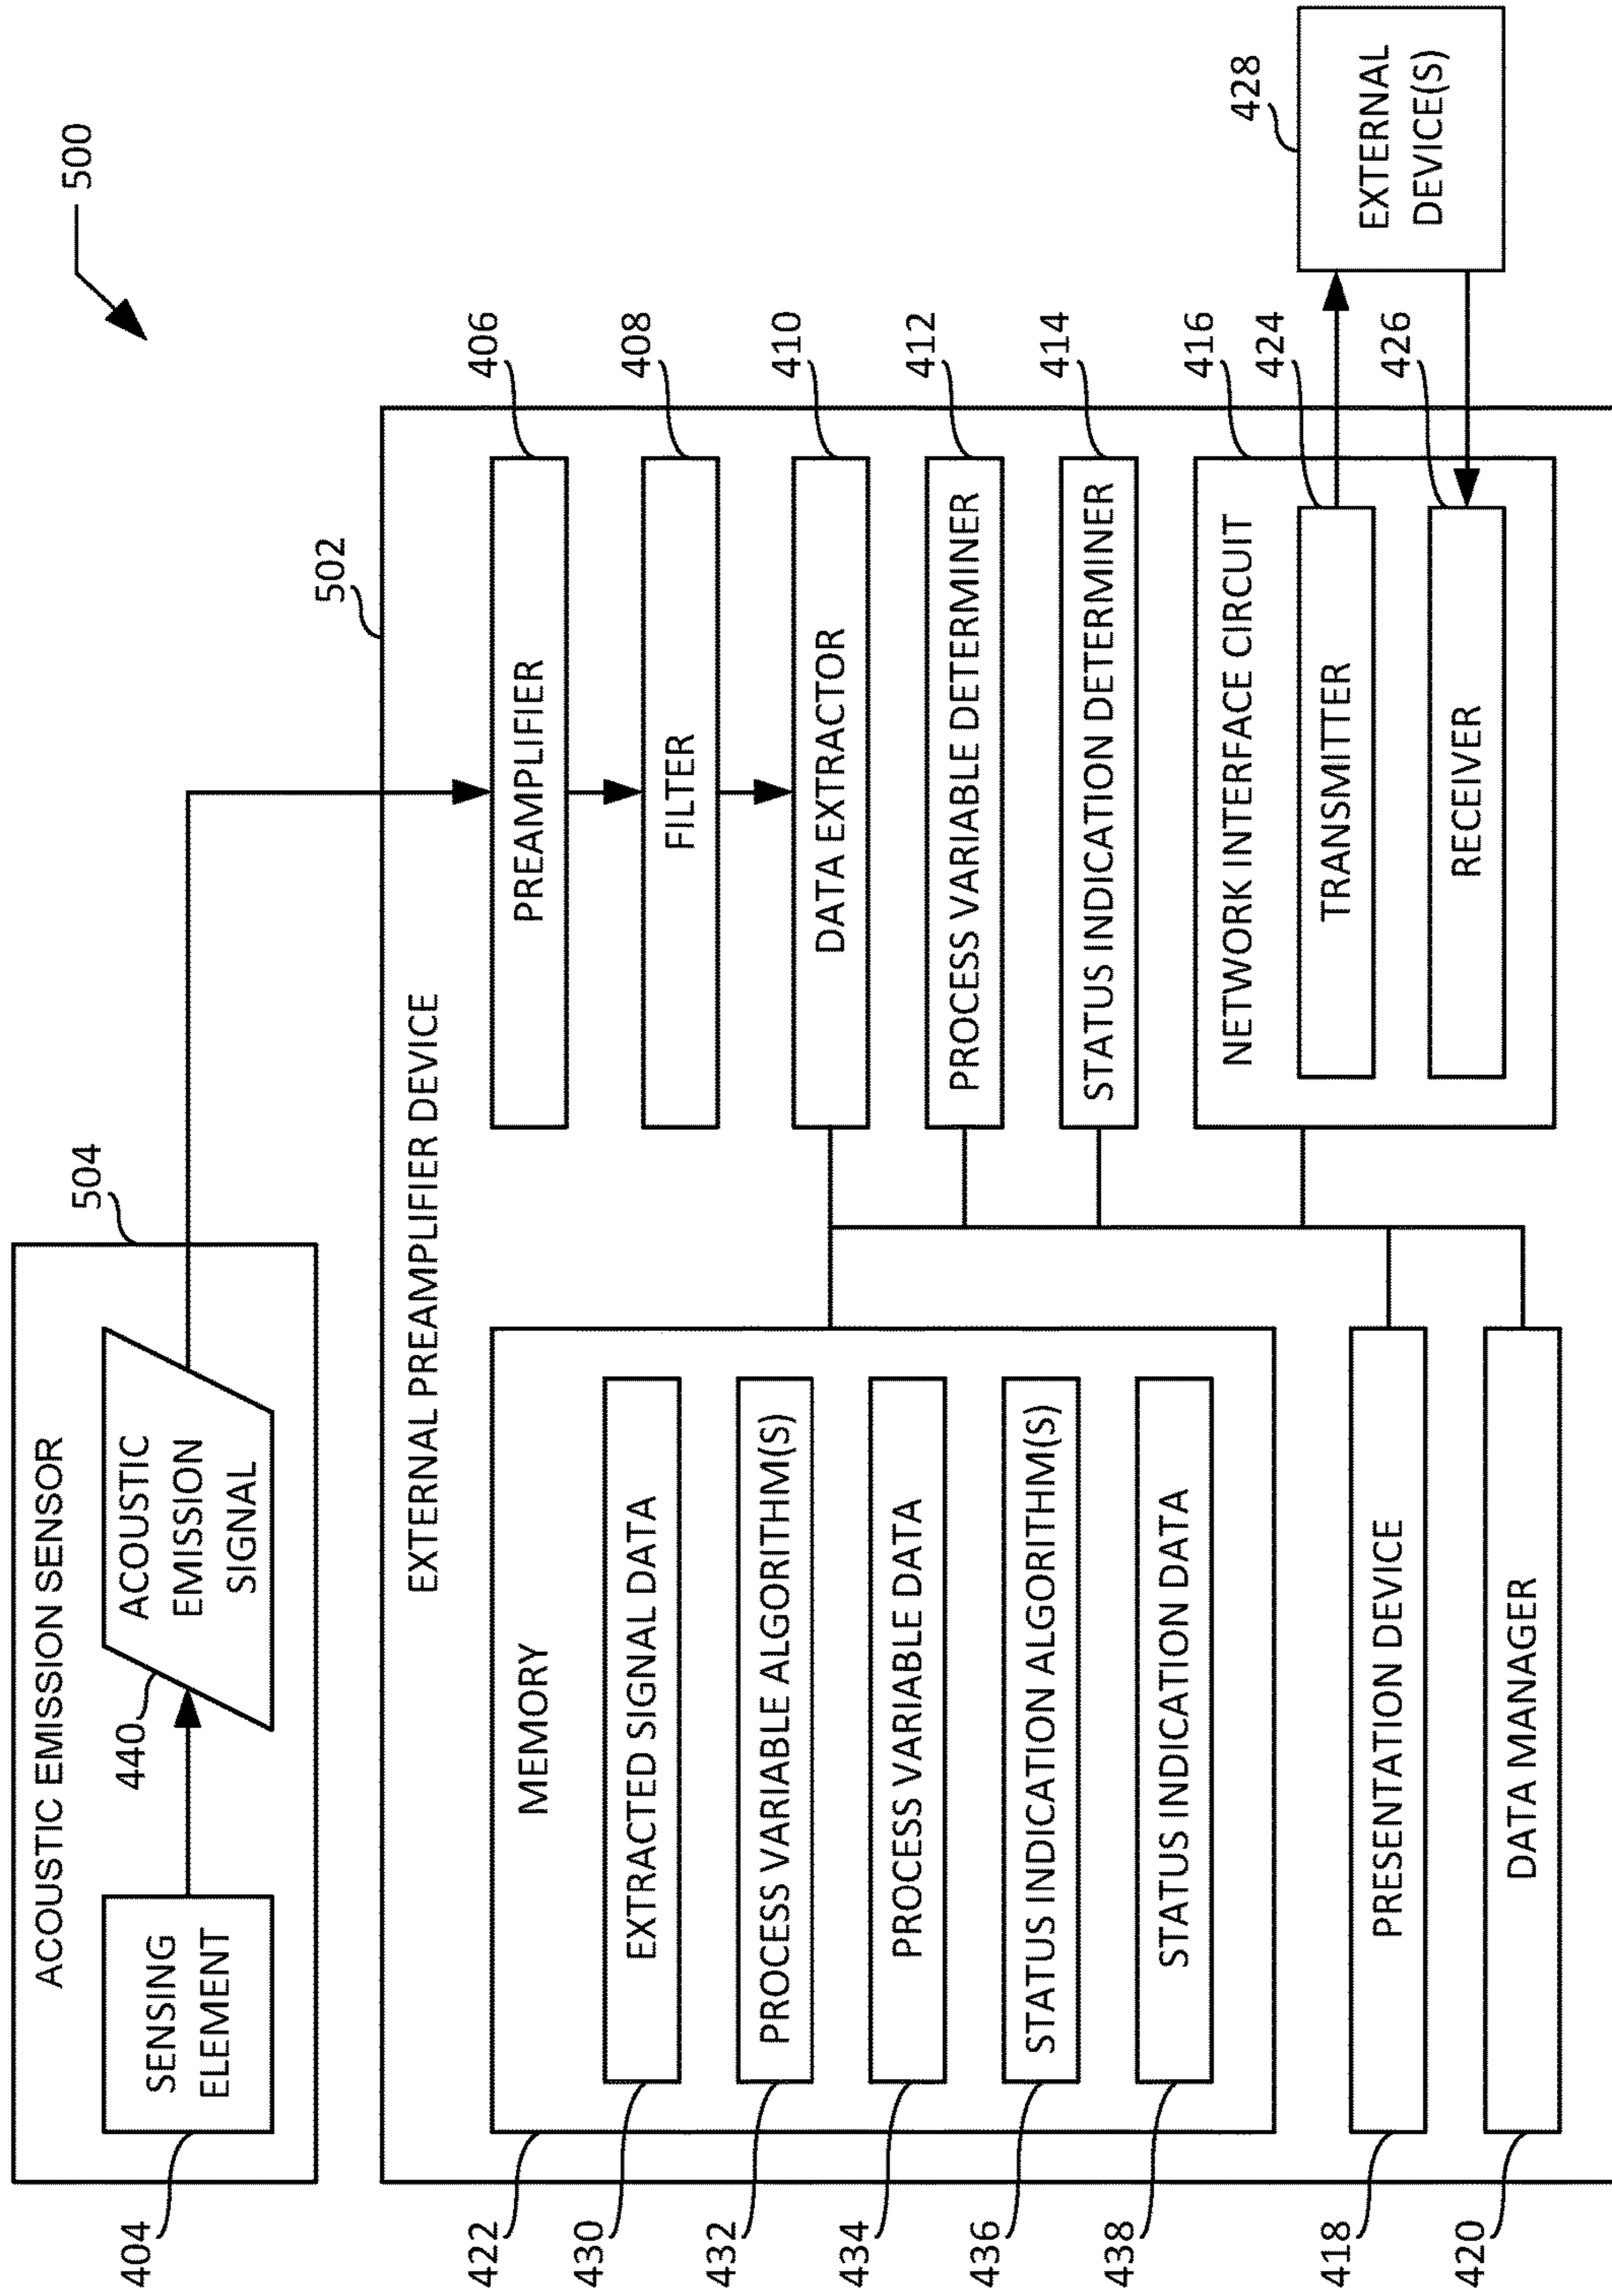 500
504
ACOUSTIC EMISSION SENSOR
404
SENSING
ELEMENT
440
ACOUSTIC
EMISSION
SIGNAL
502
EXTERNAL PREAMPLIFIER DEVICE
422
MEMORY
430
EXTRACTED SIGNAL DATA
432
PROCESS VARIABLE ALGORITHM(S)
434
PROCESS VARIABLE DATA
436
STATUS INDICATION ALGORITHM(S)
438
STATUS INDICATION DATA
418
PRESENTATION DEVICE
420
DATA MANAGER
PREAMPLIFIER
406
FILTER
408
DATA EXTRACTOR
410
PROCESS VARIABLE DETERMINER
412
STATUS INDICATION DETERMINER
414
NETWORK INTERFACE CIRCUIT
416
TRANSMITTER
424
RECEIVER
426
428
EXTERNAL
DEVICE(S)